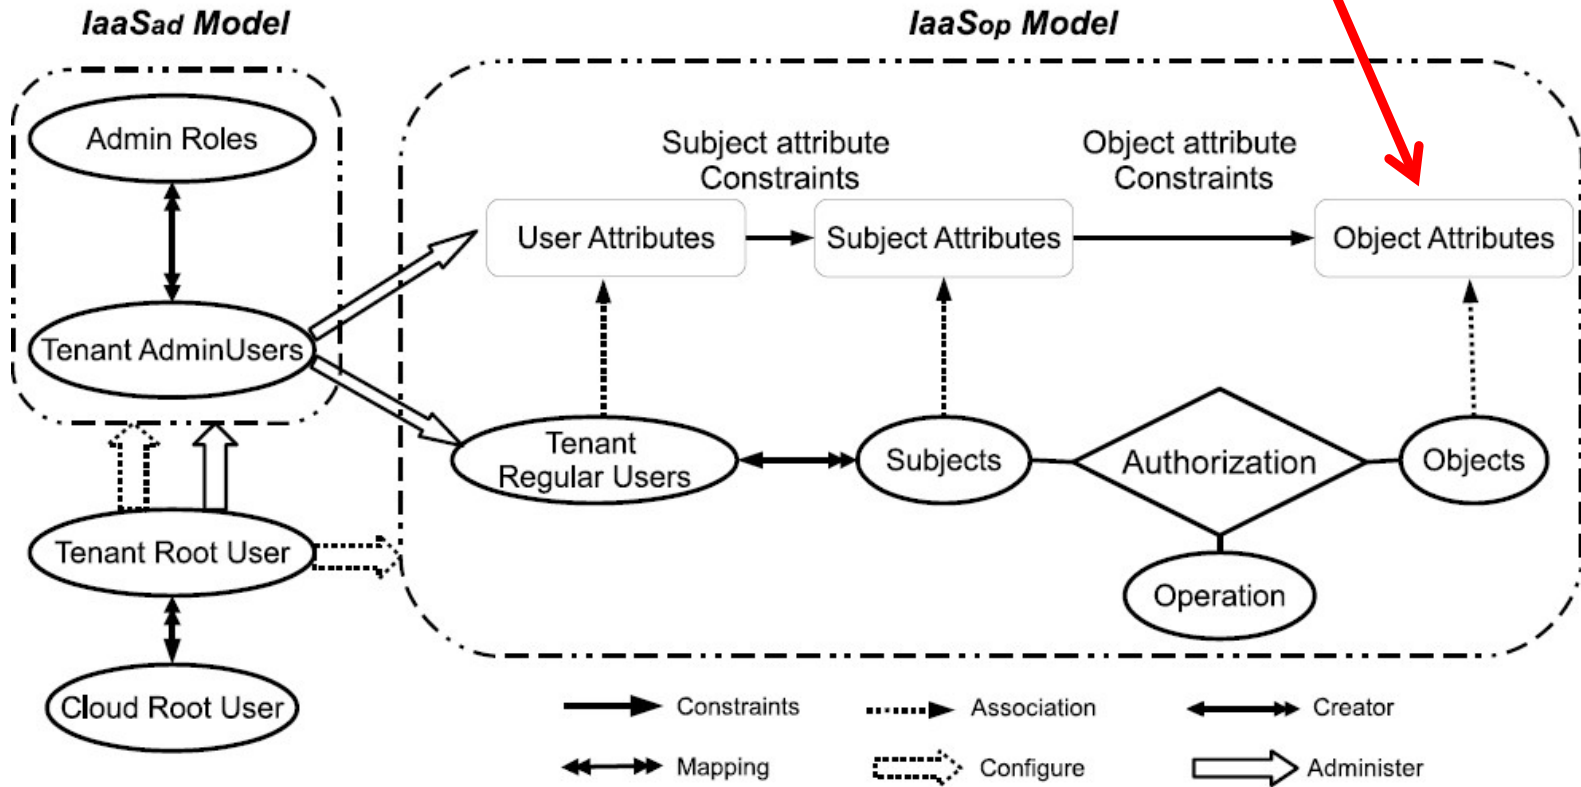 IaaSad Model
IaaSop Model
Admin Roles
Subject attribute
Constraints
Object attribute
Constraints
User Attributes
Subject Attributes
Object Attributes
Tenant AdminUsers
Tenant
Regular Users
Subjects
Authorization
Objects
Tenant Root User
Operation
Cloud Root User
Constraints
Association
Creator
Mapping
Configure
Administer